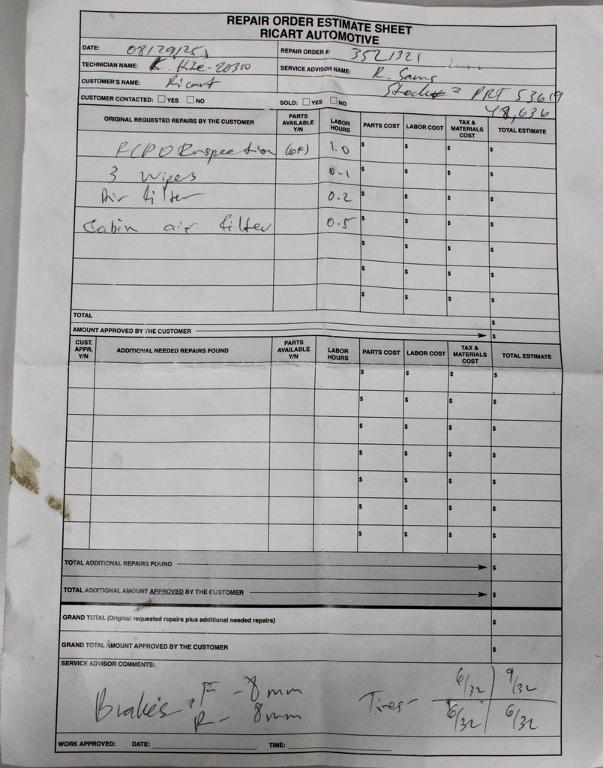 REPAIR ORDER ESTIMATE SHEET
RICART AUTOMOTIVE
DATE: 08/29/25 REPAIR ORDER #: 3521321
TECHNICIAN NAME: K. SERVICE ADVISOR NAME: R. Sams
CUSTOMER'S NAME: Ricart Stock# = PRT 53619
CUSTOMER CONTACTED: ☐ YES ☐ NO SOLD: ☐ YES ☐ NO 48,636
ORIGINAL REQUESTED REPAIRS BY THE CUSTOMER PARTS AVAILABLE Y/N LABOR HOURS PARTS COST LABOR COST TAX & MATERIALS COST TOTAL ESTIMATE
Inspection 1.0 $ $ $ $
3 Wipers 0.1 $ $ $ $
Air filter 0.2 $ $ $ $
Cabin air filter 0.5 $ $ $ $
$ $ $ $
$ $ $ $
$ $ $ $
TOTAL $
AMOUNT APPROVED BY THE CUSTOMER $
CUST. APPR. Y/N ADDITIONAL NEEDED REPAIRS FOUND PARTS AVAILABLE Y/N LABOR HOURS PARTS COST LABOR COST TAX & MATERIALS COST TOTAL ESTIMATE
$ $ $ $
$ $ $ $
$ $ $ $
$ $ $ $
$ $ $ $
$ $ $ $
$ $ $ $
TOTAL ADDITIONAL REPAIRS FOUND $
TOTAL ADDITIONAL AMOUNT APPROVED BY THE CUSTOMER $
GRAND TOTAL (Original requested repairs plus additional needed repairs) $
GRAND TOTAL AMOUNT APPROVED BY THE CUSTOMER $
SERVICE ADVISOR COMMENTS:
Brakes: F - 8mm Tires- 6/32 9/32
R - 8mm 6/32 6/32
WORK APPROVED: DATE: TIME: